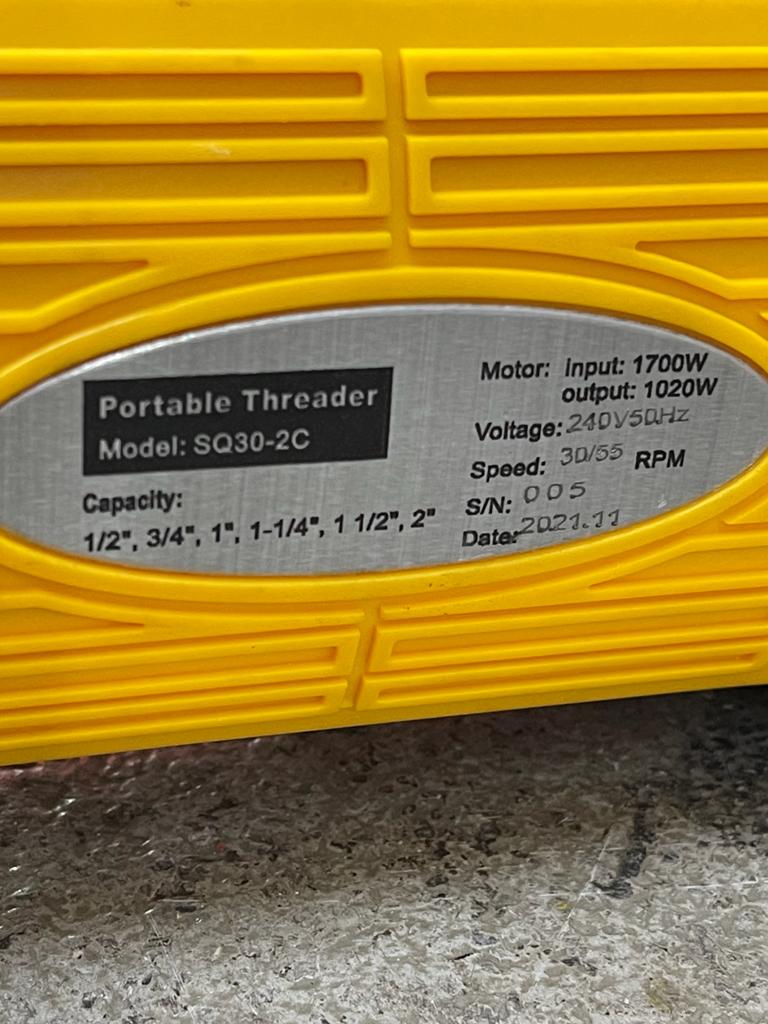 Portable Threader
Model: SQ30-2C
Capacity:
1/2", 3/4", 1", 1-1/4", 1 1/2", 2"
Motor: input: 1700W
output: 1020W
Voltage: 240V50Hz
Speed: 30/55 RPM
S/N: 005
Date: 2021.11